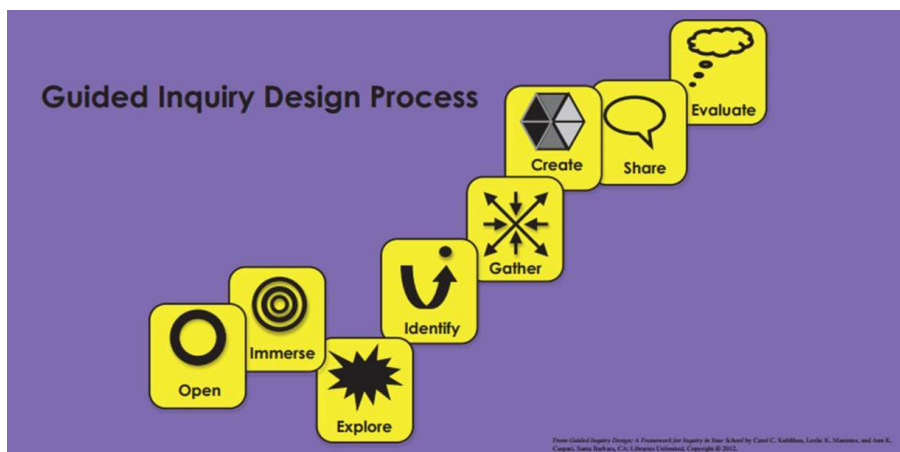 Guided Inquiry Design Process
Open
Immerse
Explore
Identify
Gather
Create
Share
Evaluate
From Guided Inquiry Design: A Framework for Inquiry in Your School by Carol C. Kuhlthau, Leslie K. Maniotes, and Ann K.
Caspari. Santa Barbara, CA: Libraries Unlimited. Copyright © 2012.